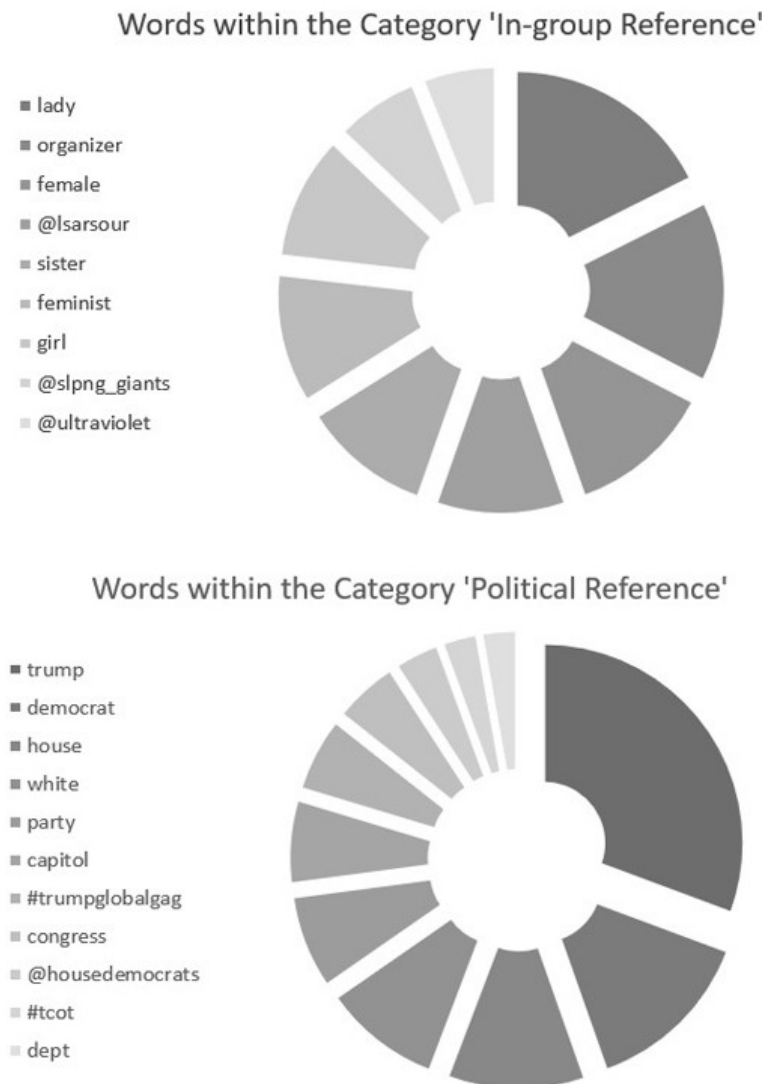 Words within the Category 'In-group Reference'
lady
organizer
female
@lsarsour
sister
feminist
girl
@slpng_giants
@ultraviolet
Words within the Category 'Political Reference'
trump
democrat
house
white
party
capitol
#trumpglobalgag
congress
@housedemocrats
#tcot
dept